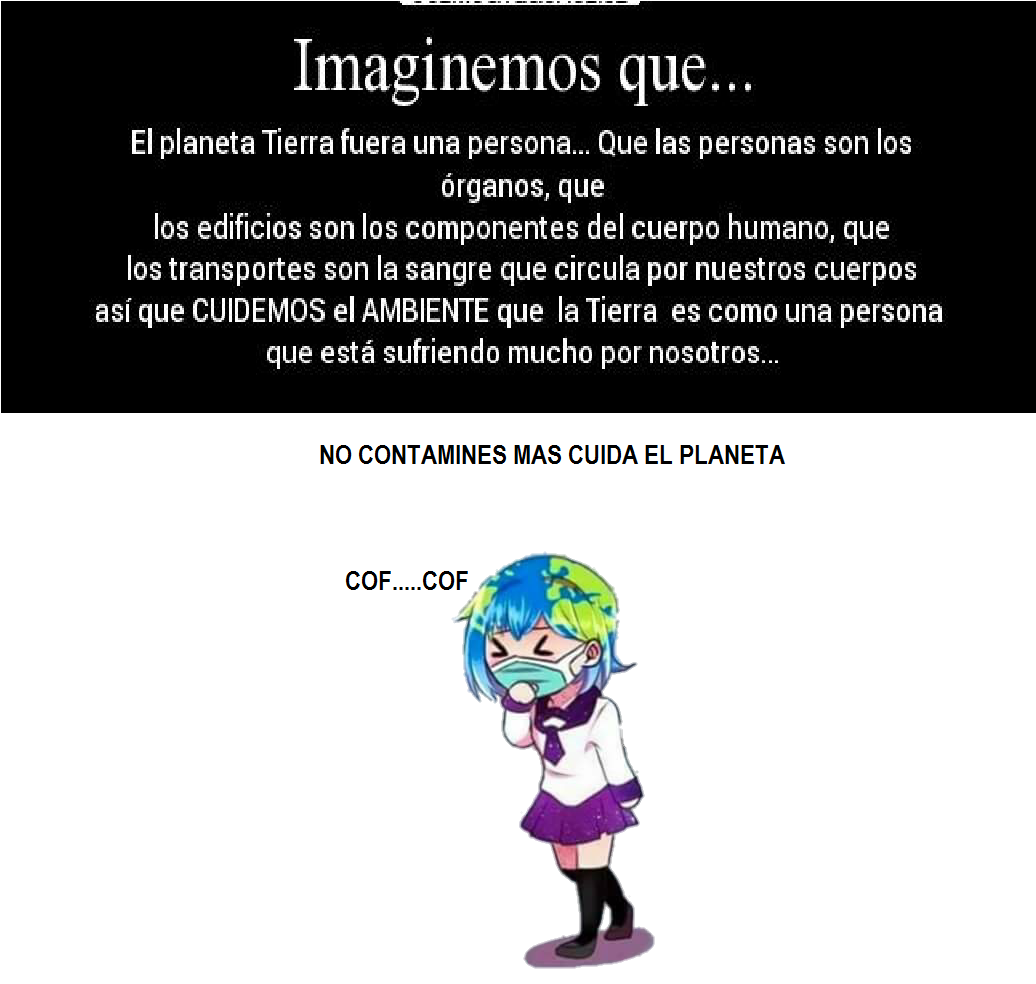 Imaginemos que...
El planeta Tierra fuera una persona... Que las personas son los
órganos, que
los edificios son los componentes del cuerpo humano, que
los transportes son la sangre que circula por nuestros cuerpos
así que CUIDEMOS el AMBIENTE que la Tierra es como una persona
que está sufriendo mucho por nosotros...
NO CONTAMINES MAS CUIDA EL PLANETA
COF.....COF